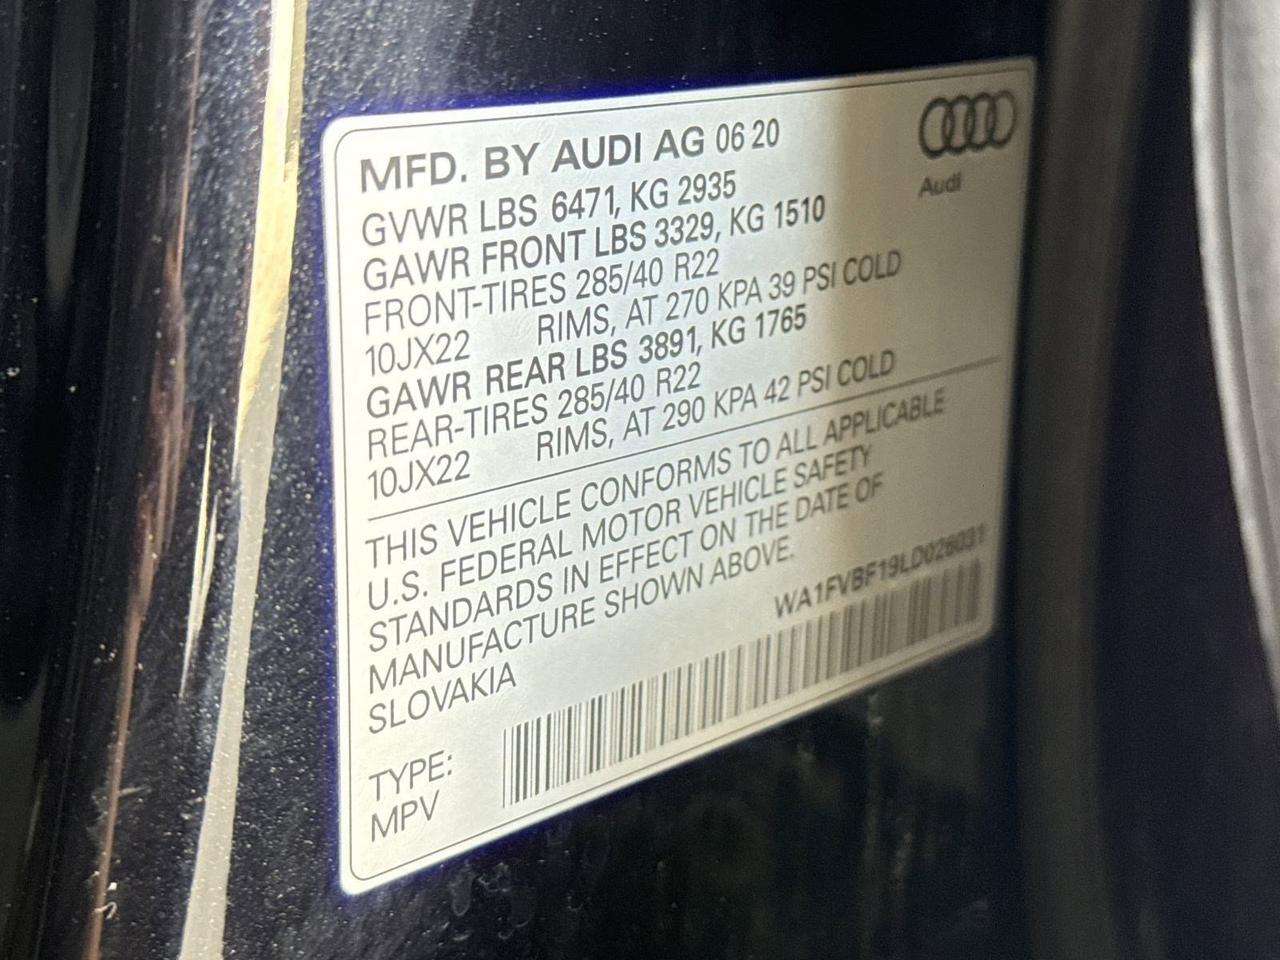 MFD. BY AUDI AG 06 20
Audi
GVWR LBS 6471, KG 2935
GAWR FRONT LBS 3329, KG 1510
FRONT-TIRES 285/40 R22
10JX22 RIMS, AT 270 KPA 39 PSI COLD
GAWR REAR LBS 3891, KG 1765
REAR-TIRES 285/40 R22
10JX22 RIMS, AT 290 KPA 42 PSI COLD
THIS VEHICLE CONFORMS TO ALL APPLICABLE
U.S. FEDERAL MOTOR VEHICLE SAFETY
STANDARDS IN EFFECT ON THE DATE OF
MANUFACTURE SHOWN ABOVE.
SLOVAKIA
WA1FVBF19LD026031
TYPE:
MPV